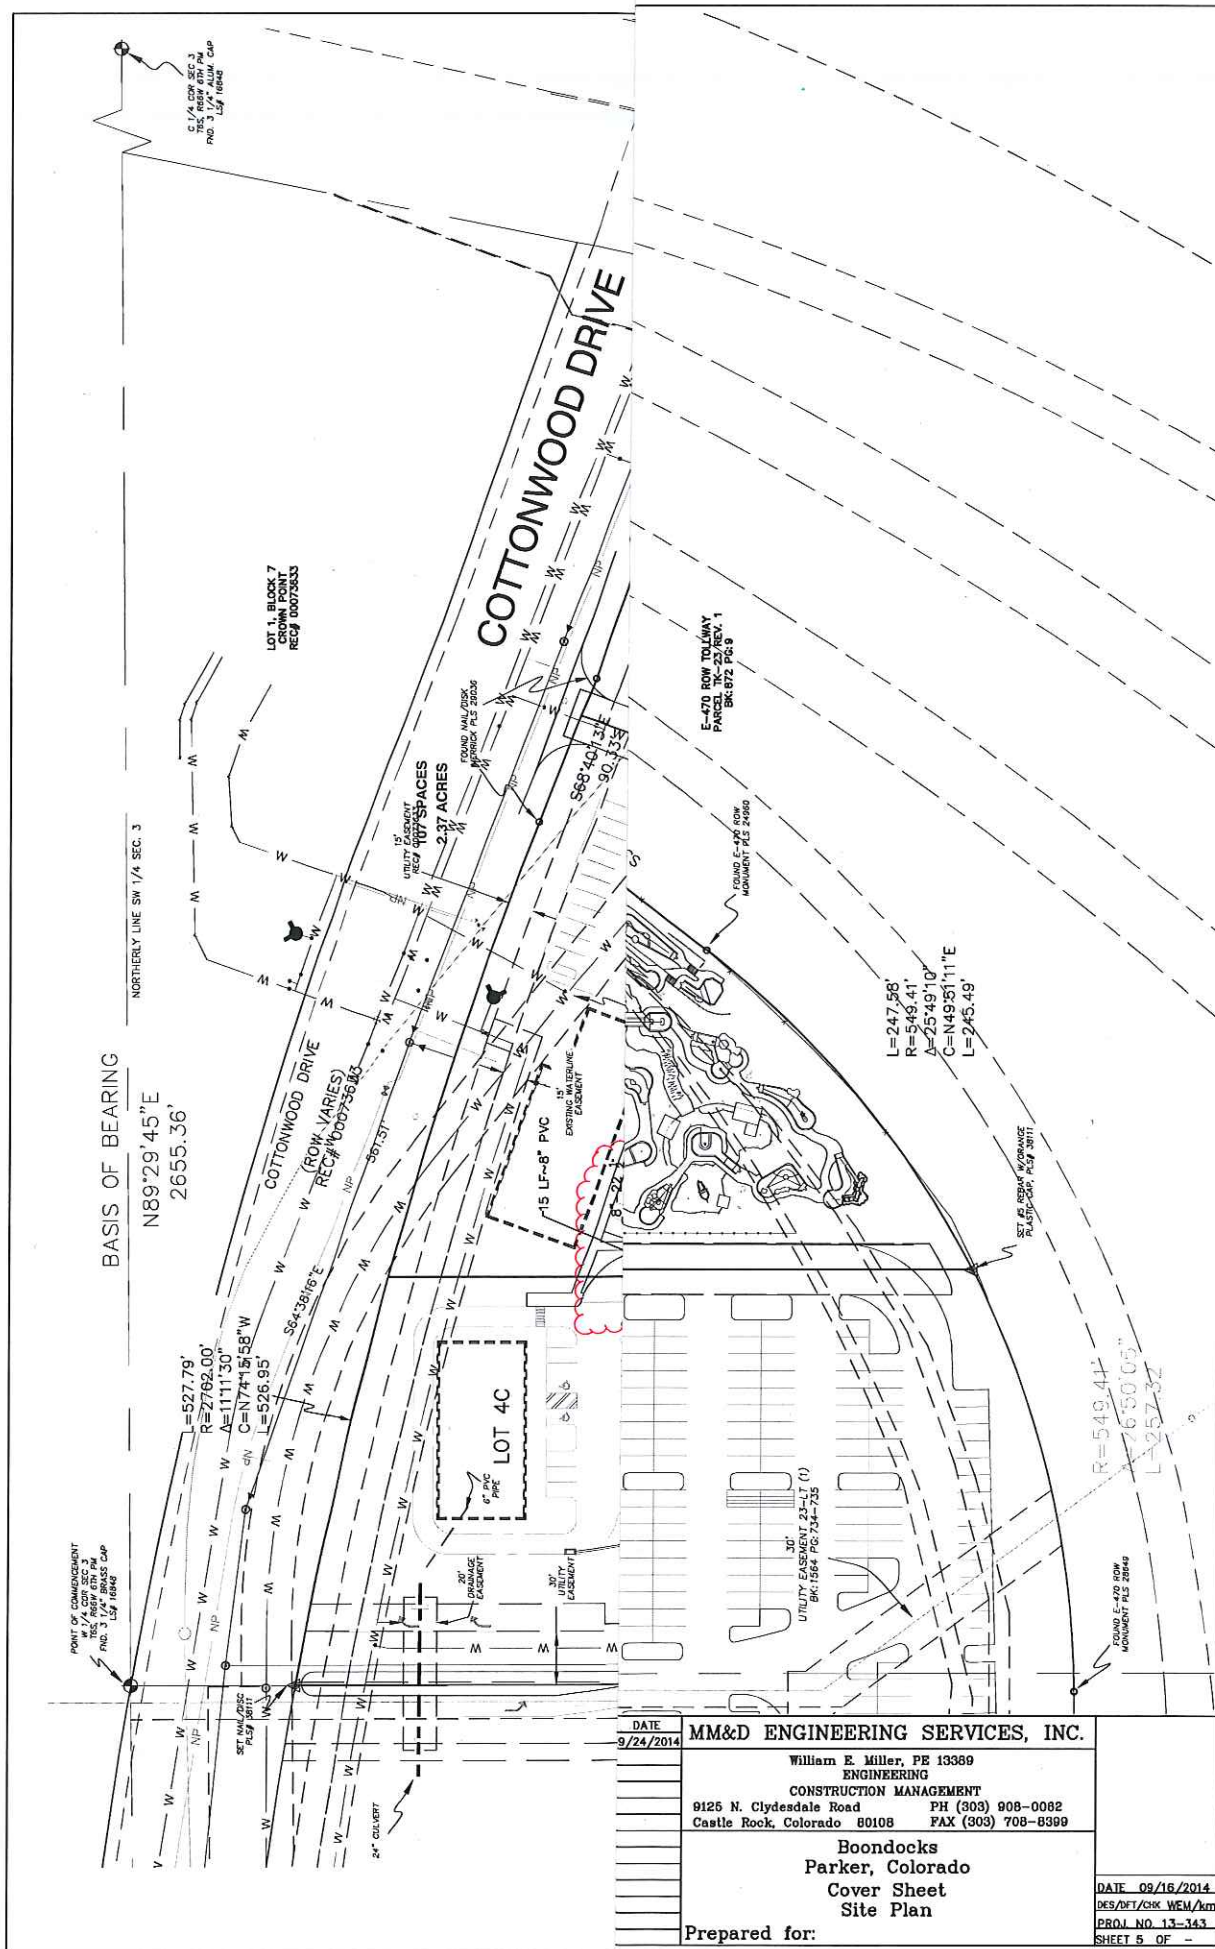 C 1/4 COR SEC 3
T6S, R66W 6TH PM
FND. 3 1/4" ALUM. CAP
LS# 16848
COTTONWOOD DRIVE
LOT 1, BLOCK 7
CROWN POINT
REC# 00073633
NORTHERLY LINE SW 1/4 SEC. 3
BASIS OF BEARING
N89°29'45"E
2655.36'
FOUND NAIL/DISK
MERRICK PLS 29036
15'
UTILITY EASEMENT
107 SPACES
2.37 ACRES
S68°40'13"E
90.33'
E-470 ROW TOLLWAY
PARCEL TK-23/REV. 1
BK:872 PG:9
FOUND E-470 ROW
MONUMENT PLS 24960
L=247.58'
R=549.41'
Δ=25°49'10"
C=N49°51'11"E
L=245.49'
COTTONWOOD DRIVE
(ROW VARIES)
561.51'
15'
EXISTING WATERLINE
EASEMENT
15 LF~8" PVC
SET #5 REBAR W/ORANGE
PLASTIC CAP, PLS# 38111
S64°38'16"E
L=527.79'
R=2702.00'
Δ=11°11'30"
C=N74°15'58"W
L=526.95'
LOT 4C
6" PVC
PIPE
R=549.41'
Δ=26°50'05"
L=257.32'
30'
UTILITY EASEMENT 23-LT (1)
BK:1564 PG:734-735
POINT OF COMMENCEMENT
W 1/4 COR SEC 3
T6S, R66W 6TH PM
FND. 3 1/4" BRASS CAP
LS# 16848
20'
DRAINAGE
EASEMENT
30'
UTILITY
EASEMENT
SET NAIL/DISC
PLS# 38111
24" CULVERT
FOUND E-470 ROW
MONUMENT PLS 28649
DATE
9/24/2014
MM&D ENGINEERING SERVICES, INC.
William E. Miller, PE 13389
ENGINEERING
CONSTRUCTION MANAGEMENT
9125 N. Clydesdale Road PH (303) 908-0062
Castle Rock, Colorado 80108 FAX (303) 708-8399
Boondocks
Parker, Colorado
Cover Sheet
Site Plan
Prepared for:
DATE 09/16/2014
DES/DFT/CHK WEM/km
PROJ. NO. 13-343
SHEET 5 OF -